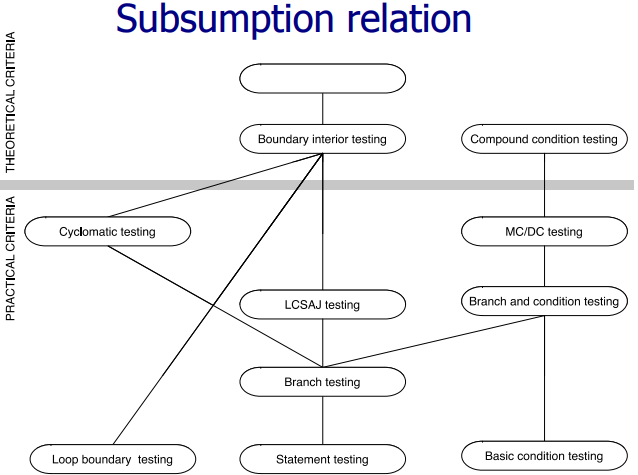 Subsumption relation
THEORETICAL CRITERIA
Boundary interior testing
Compound condition testing
PRACTICAL CRITERIA
Cyclomatic testing
MC/DC testing
LCSAJ testing
Branch and condition testing
Branch testing
Loop boundary testing
Statement testing
Basic condition testing